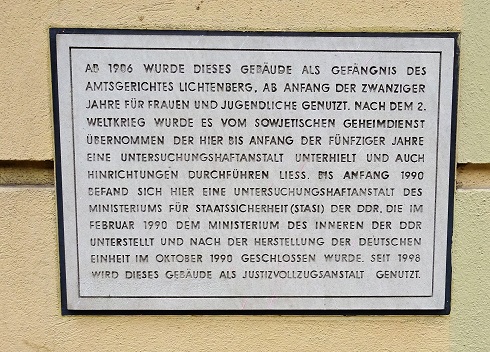 AB 1906 WURDE DIESES GEBÄUDE ALS GEFÄNGNIS DES
AMTSGERICHTES LICHTENBERG, AB ANFANG DER ZWANZIGER
JAHRE FÜR FRAUEN UND JUGENDLICHE GENUTZT. NACH DEM 2.
WELTKRIEG WURDE ES VOM SOWJETISCHEN GEHEIMDIENST
ÜBERNOMMEN DER HIER BIS ANFANG DER FÜNFZIGER JAHRE
EINE UNTERSUCHUNGSHAFTANSTALT UNTERHIELT UND AUCH
HINRICHTUNGEN DURCHFÜHREN LIESS. BIS ANFANG 1990
BEFAND SICH HIER EINE UNTERSUCHUNGSHAFTANSTALT DES
MINISTERIUMS FÜR STAATSSICHERHEIT (STASI) DER DDR, DIE IM
FEBRUAR 1990 DEM MINISTERIUM DES INNEREN DER DDR
UNTERSTELLT UND NACH DER HERSTELLUNG DER DEUTSCHEN
EINHEIT IM OKTOBER 1990 GESCHLOSSEN WURDE. SEIT 1998
WIRD DIESES GEBÄUDE ALS JUSTIZVOLLZUGSANSTALT GENUTZT.